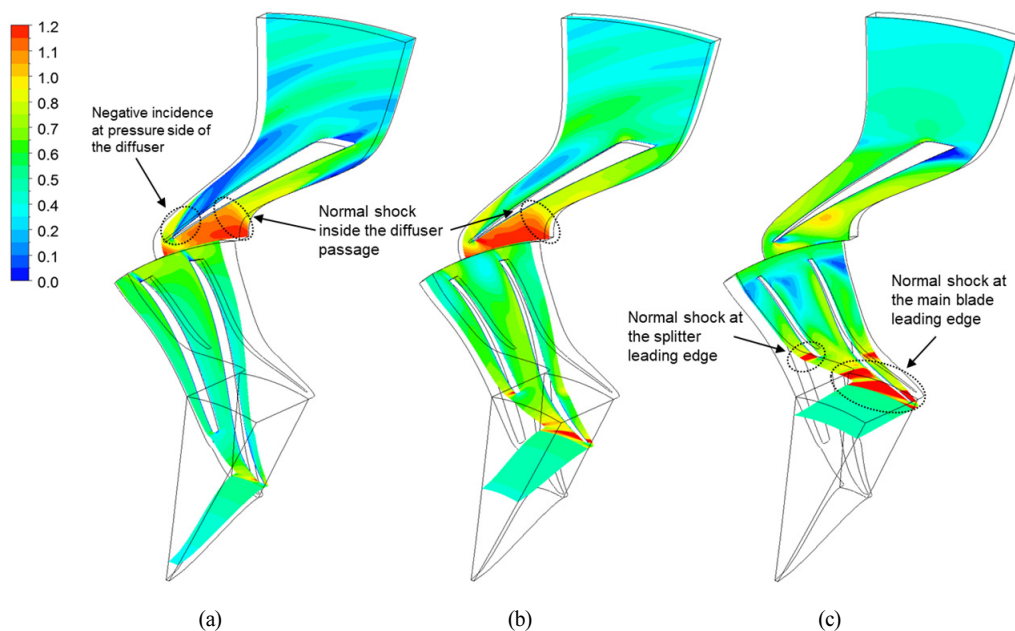 1.2
1.1
1.0
0.9
0.8
0.7
0.6
0.5
0.4
0.3
0.2
0.1
0.0
Negative incidence
at pressure side of
the diffuser
Normal shock
inside the diffuser
passage
Normal shock at
the splitter
leading edge
Normal shock at
the main blade
leading edge
(a)
(b)
(c)